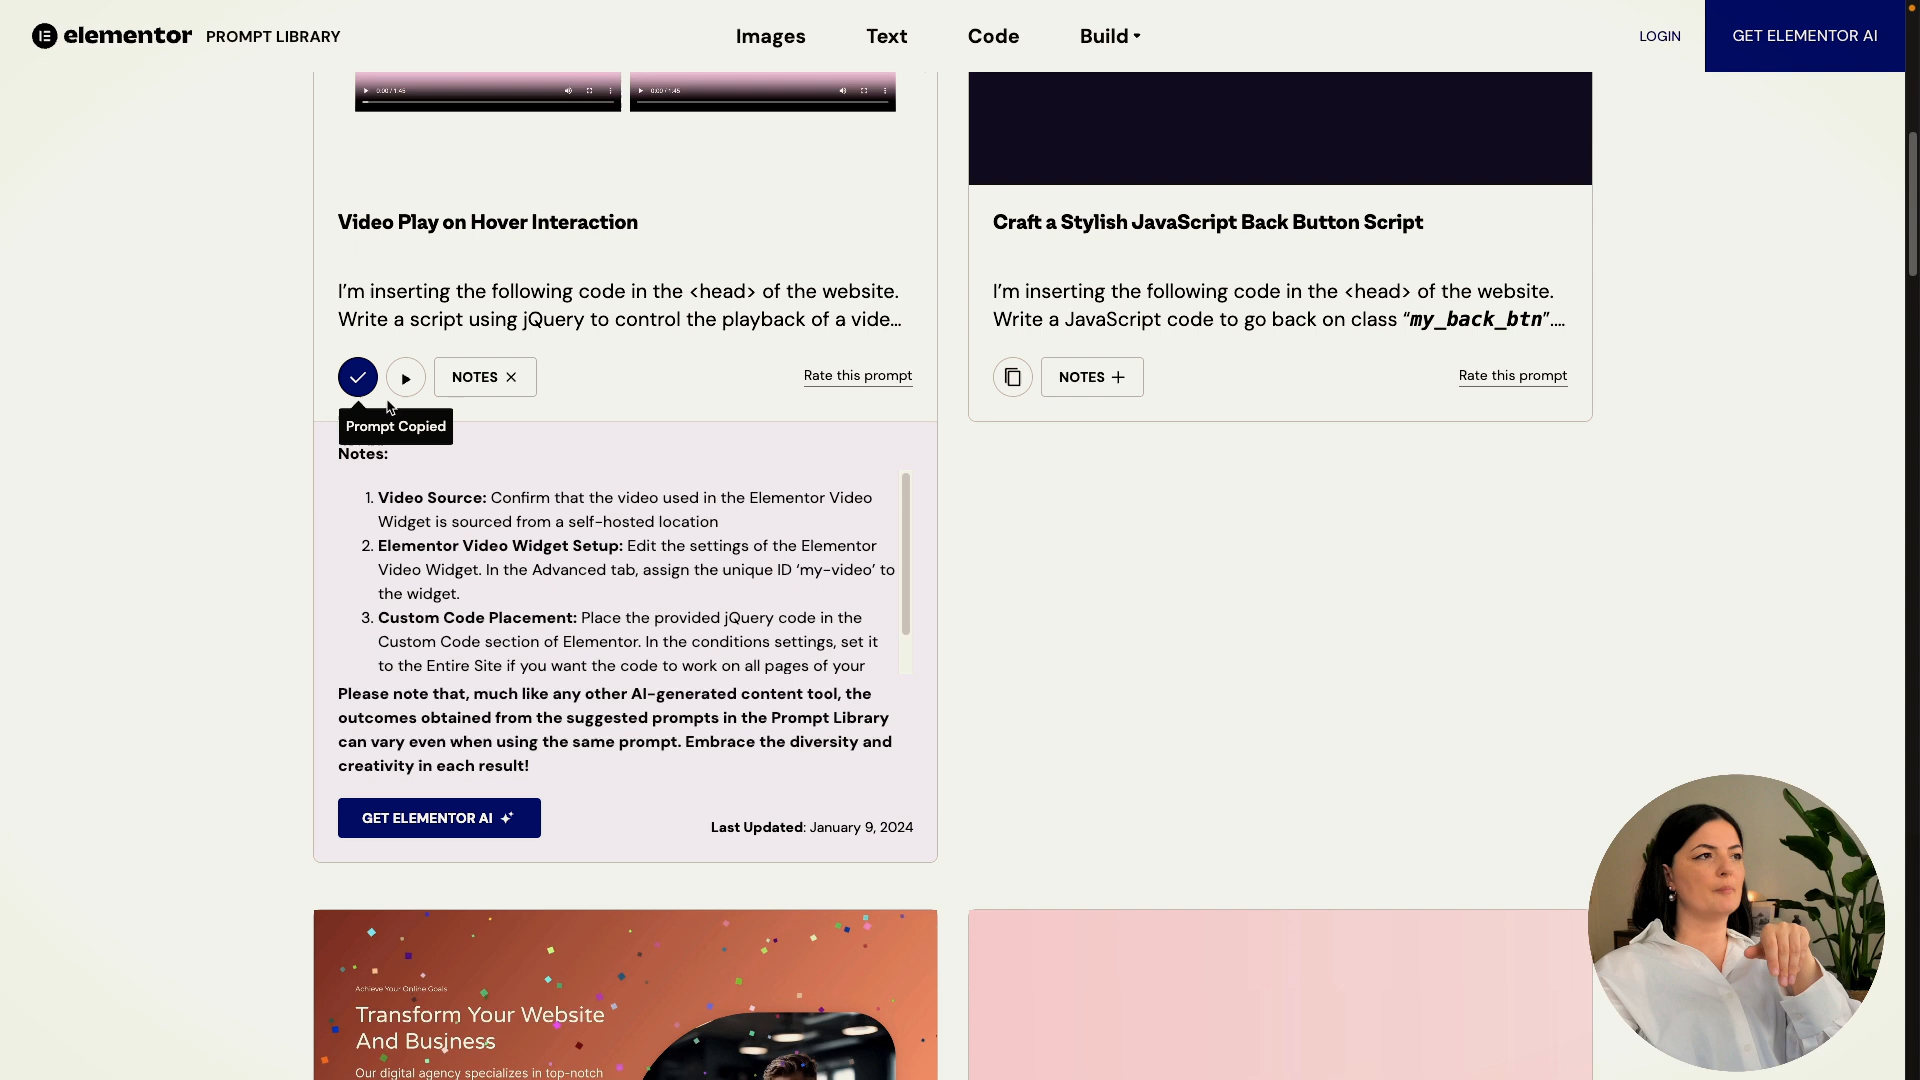 elementor PROMPT LIBRARY
Images Text Code Build
LOGIN
GET ELEMENTOR AI
0:00 / 1:45
0:00 / 1:45
Video Play on Hover Interaction
I’m inserting the following code in the <head> of the website.
Write a script using jQuery to control the playback of a vide...
NOTES
Rate this prompt
Prompt Copied
Notes:
1. Video Source: Confirm that the video used in the Elementor Video
Widget is sourced from a self-hosted location
2. Elementor Video Widget Setup: Edit the settings of the Elementor
Video Widget. In the Advanced tab, assign the unique ID ‘my-video’ to
the widget.
3. Custom Code Placement: Place the provided jQuery code in the
Custom Code section of Elementor. In the conditions settings, set it
to the Entire Site if you want the code to work on all pages of your
Please note that, much like any other AI-generated content tool, the
outcomes obtained from the suggested prompts in the Prompt Library
can vary even when using the same prompt. Embrace the diversity and
creativity in each result!
GET ELEMENTOR AI
Last Updated: January 9, 2024
Craft a Stylish JavaScript Back Button Script
I’m inserting the following code in the <head> of the website.
Write a JavaScript code to go back on class “my_back_btn”....
NOTES
Rate this prompt
Achieve Your Online Goals
Transform Your Website
And Business
Our digital agency specializes in top-notch